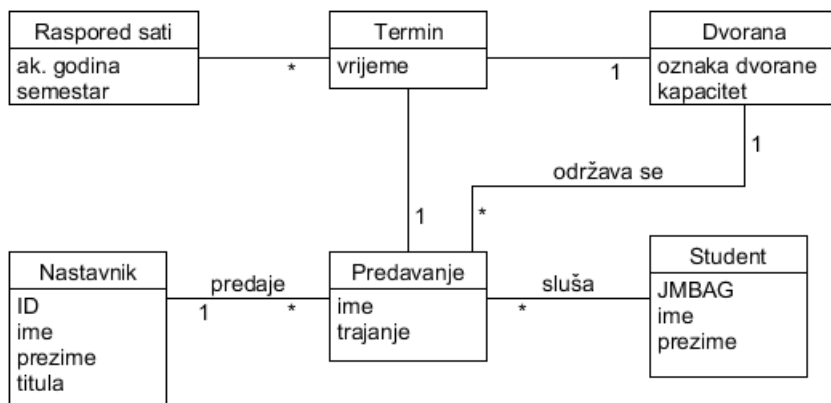 Raspored sati
ak. godina
semestar
*
Termin
vrijeme
1
Dvorana
oznaka dvorane
kapacitet
1
održava se
*
1
Nastavnik
ID
ime
prezime
titula
predaje
1
*
Predavanje
ime
trajanje
sluša
*
Student
JMBAG
ime
prezime